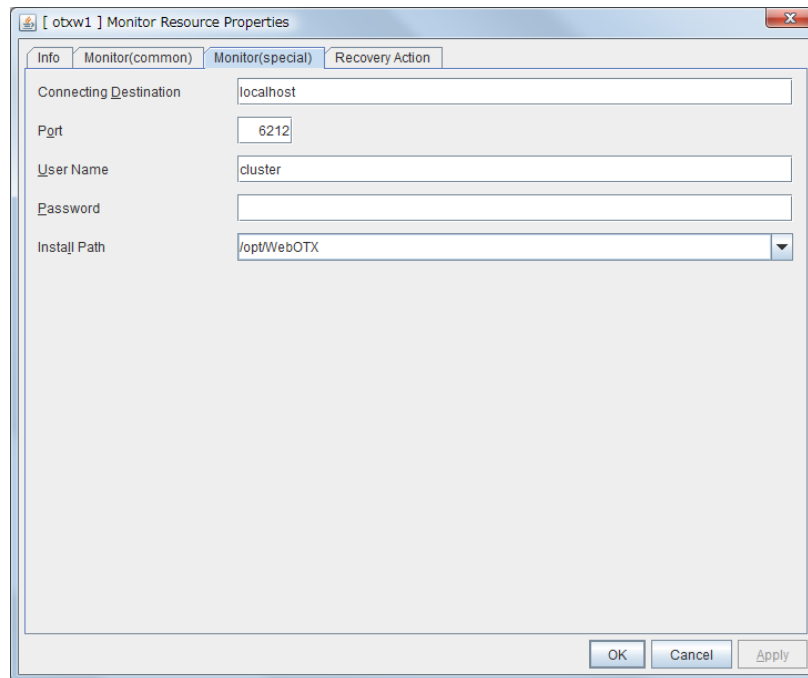 [ otxw1 ] Monitor Resource Properties
x
Info Monitor(common) Monitor(special) Recovery Action
Connecting Destination localhost
Port 6212
User Name cluster
Password
Install Path /opt/WebOTX
OK Cancel Apply